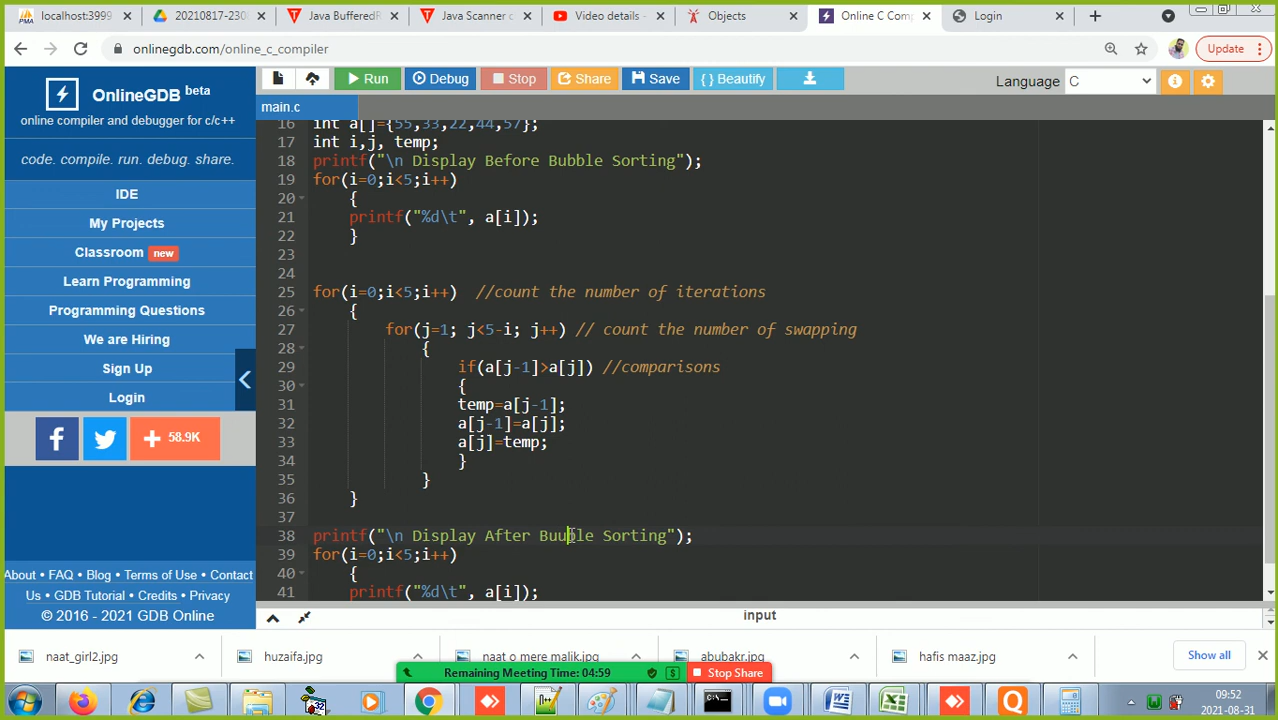 localhost:3999
20210817-230
Java BufferedR
Java Scanner c
Video details -
Objects
Online C Comp
Login
onlinegdb.com/online_c_compiler
Update
OnlineGDB beta
online compiler and debugger for c/c++
code. compile. run. debug. share.
IDE
My Projects
Classroom new
Learn Programming
Programming Questions
We are Hiring
Sign Up
Login
58.9K
About • FAQ • Blog • Terms of Use • Contact
Us • GDB Tutorial • Credits • Privacy
© 2016 - 2021 GDB Online
Run
Debug
Stop
Share
Save
{ } Beautify
Language C
main.c
16 int a[]={55,33,22,44,57};
17 int i,j, temp;
18 printf("\n Display Before Bubble Sorting");
19 for(i=0;i<5;i++)
20 {
21 printf("%d\t", a[i]);
22 }
23
24
25 for(i=0;i<5;i++) //count the number of iterations
26 {
27 for(j=1; j<5-i; j++) // count the number of swapping
28 {
29 if(a[j-1]>a[j]) //comparisons
30 {
31 temp=a[j-1];
32 a[j-1]=a[j];
33 a[j]=temp;
34 }
35 }
36 }
37
38 printf("\n Display After Buubble Sorting");
39 for(i=0;i<5;i++)
40 {
41 printf("%d\t", a[i]);
input
naat_girl2.jpg
huzaifa.jpg
naat o mere malik.jpg
abubakr.jpg
hafis maaz.jpg
Show all
Remaining Meeting Time: 04:59
Stop Share
09:52
2021-08-31